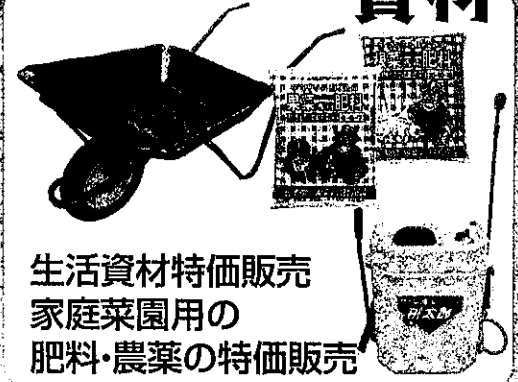 資材
生活資材特価販売
家庭菜園用の
肥料・農薬の特価販売